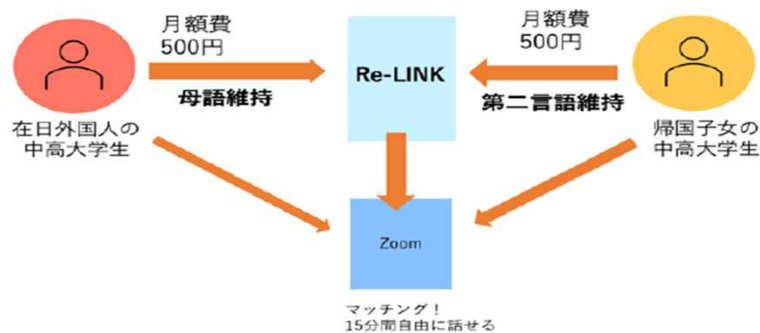 月額費
500円
母語維持
在日外国人の
中高大学生
Re-LINK
月額費
500円
第二言語維持
帰国子女の
中高大学生
Zoom
マッチング！
15分間自由に話せる